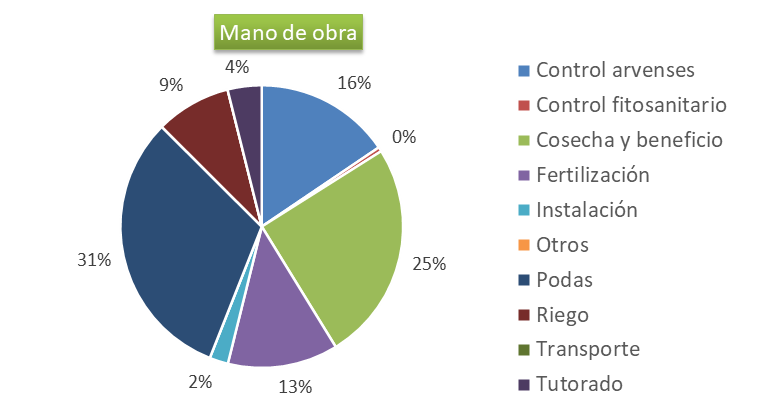 Mano de obra
4%
16%
9%
0%
25%
31%
2%
13%
Control arvenses
Control fitosanitario
Cosecha y beneficio
Fertilización
Instalación
Otros
Podas
Riego
Transporte
Tutorado